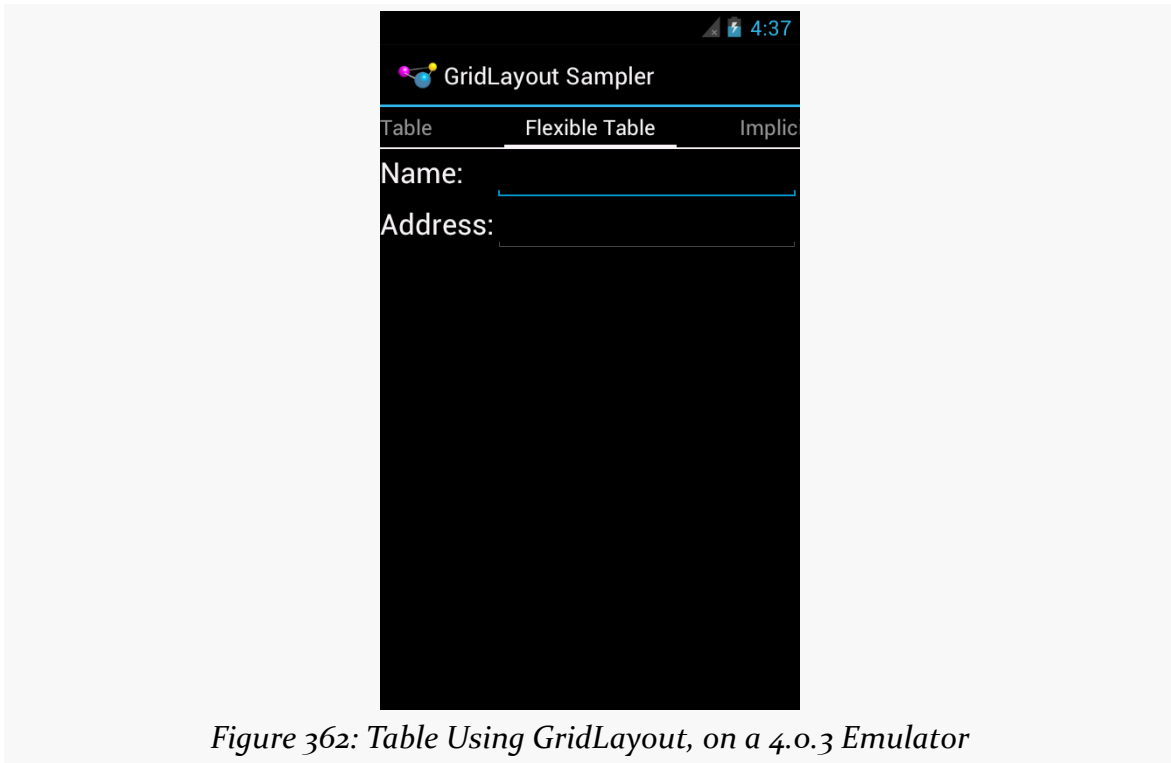 4:37
GridLayout Sampler
Table Flexible Table Implici
Name:
Address:
Figure 362: Table Using GridLayout, on a 4.0.3 Emulator